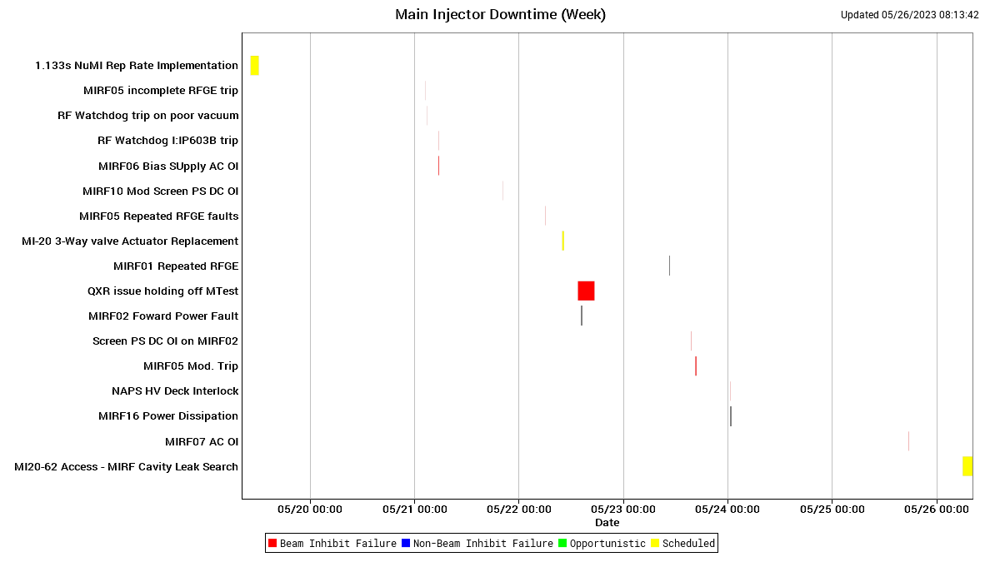 Main Injector Downtime (Week)
Updated 05/26/2023 08:13:42
1.133s NuMI Rep Rate Implementation
MIRF05 incomplete RFGE trip
RF Watchdog trip on poor vacuum
RF Watchdog I:IP603B trip
MIRF06 Bias SUpply AC OI
MIRF10 Mod Screen PS DC OI
MIRF05 Repeated RFGE faults
MI-20 3-Way valve Actuator Replacement
MIRF01 Repeated RFGE
QXR issue holding off MTest
MIRF02 Foward Power Fault
Screen PS DC OI on MIRF02
MIRF05 Mod. Trip
NAPS HV Deck Interlock
MIRF16 Power Dissipation
MIRF07 AC OI
MI20-62 Access - MIRF Cavity Leak Search
05/20 00:00 05/21 00:00 05/22 00:00 05/23 00:00 05/24 00:00 05/25 00:00 05/26 00:00
Date
Beam Inhibit Failure Non-Beam Inhibit Failure Opportunistic Scheduled